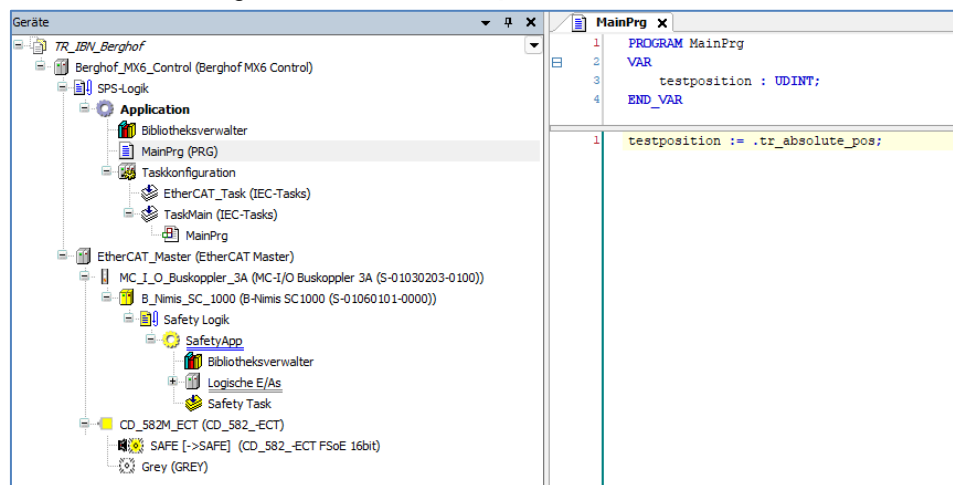 Geräte
TR_IBN_Berghof
Berghof_MX6_Control (Berghof MX6 Control)
SPS-Logik
Application
Bibliotheksverwalter
MainPrg (PRG)
Taskkonfiguration
EtherCAT_Task (IEC-Tasks)
TaskMain (IEC-Tasks)
MainPrg
EtherCAT_Master (EtherCAT Master)
MC_I_O_Buskoppler_3A (MC-I/O Buskoppler 3A (S-01030203-0100))
B_Nimis_SC_1000 (B-Nimis SC1000 (S-01060101-0000))
Safety Logik
SafetyApp
Bibliotheksverwalter
Logische E/As
Safety Task
CD_582M_ECT (CD_582_-ECT)
SAFE [->SAFE] (CD_582_-ECT FSoE 16bit)
Grey (GREY)
MainPrg
1 PROGRAM MainPrg
2 VAR
3 testposition : UDINT;
4 END_VAR
1 testposition := .tr_absolute_pos;